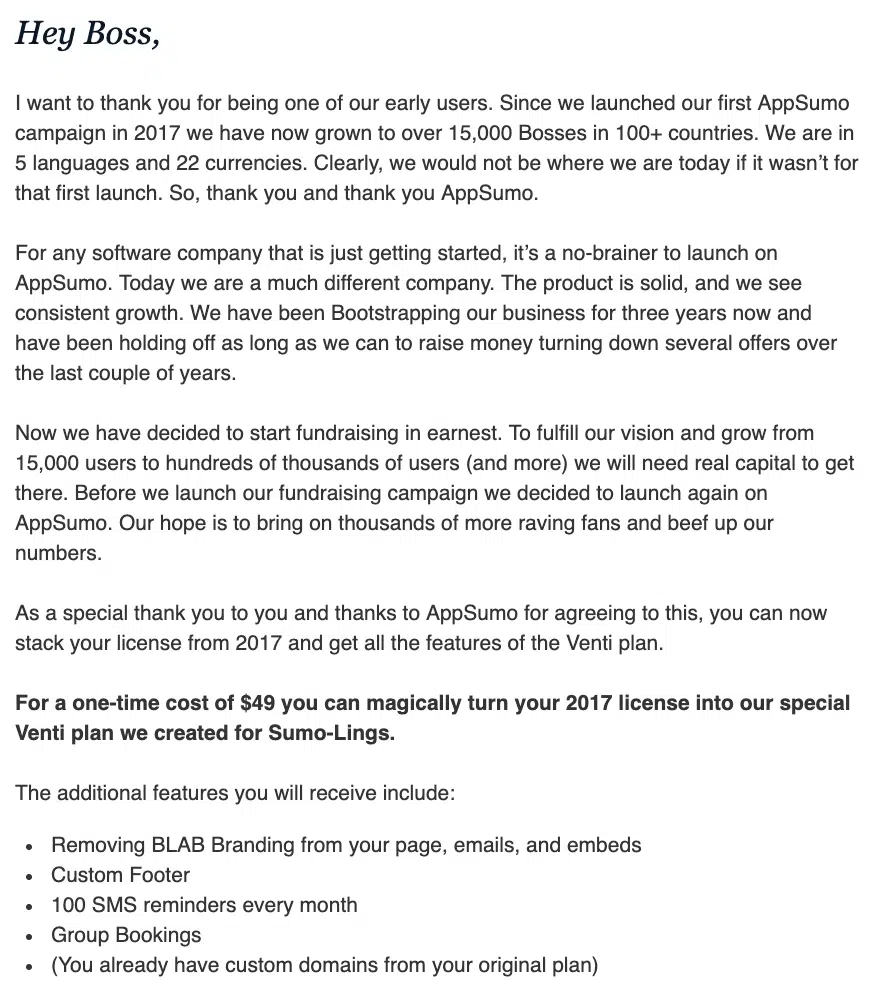 Hey Boss,
I want to thank you for being one of our early users. Since we launched our first AppSumo
campaign in 2017 we have now grown to over 15,000 Bosses in 100+ countries. We are in
5 languages and 22 currencies. Clearly, we would not be where we are today if it wasn’t for
that first launch. So, thank you and thank you AppSumo.
For any software company that is just getting started, it’s a no-brainer to launch on
AppSumo. Today we are a much different company. The product is solid, and we see
consistent growth. We have been Bootstrapping our business for three years now and
have been holding off as long as we can to raise money turning down several offers over
the last couple of years.
Now we have decided to start fundraising in earnest. To fulfill our vision and grow from
15,000 users to hundreds of thousands of users (and more) we will need real capital to get
there. Before we launch our fundraising campaign we decided to launch again on
AppSumo. Our hope is to bring on thousands of more raving fans and beef up our
numbers.
As a special thank you to you and thanks to AppSumo for agreeing to this, you can now
stack your license from 2017 and get all the features of the Venti plan.
For a one-time cost of $49 you can magically turn your 2017 license into our special
Venti plan we created for Sumo-Lings.
The additional features you will receive include:
• Removing BLAB Branding from your page, emails, and embeds
• Custom Footer
• 100 SMS reminders every month
• Group Bookings
• (You already have custom domains from your original plan)